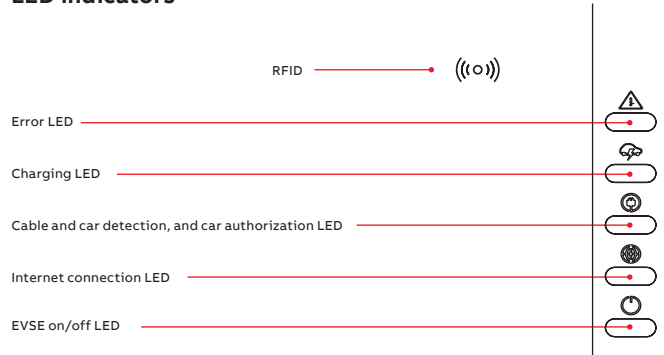 LED indicators
RFID
Error LED
Charging LED
Cable and car detection, and car authorization LED
Internet connection LED
EVSE on/off LED